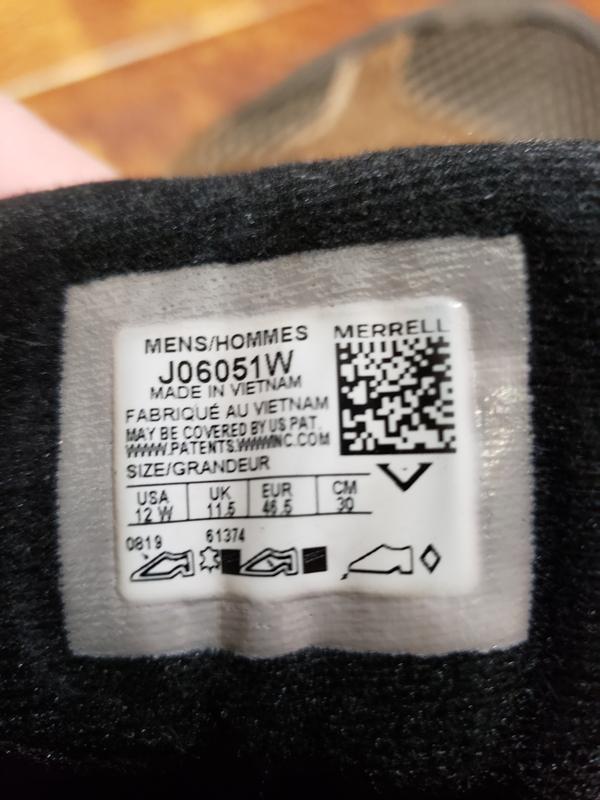 MENS/HOMMES
MERRELL
J06051W
MADE IN VIETNAM
FABRIQUÉ AU VIETNAM
MAY BE COVERED BY US PAT.
WWW.PATENTS.WWWINC.COM
SIZE/GRANDEUR
USA UK EUR CM
12 W 11.5 46.5 30
0819 61374